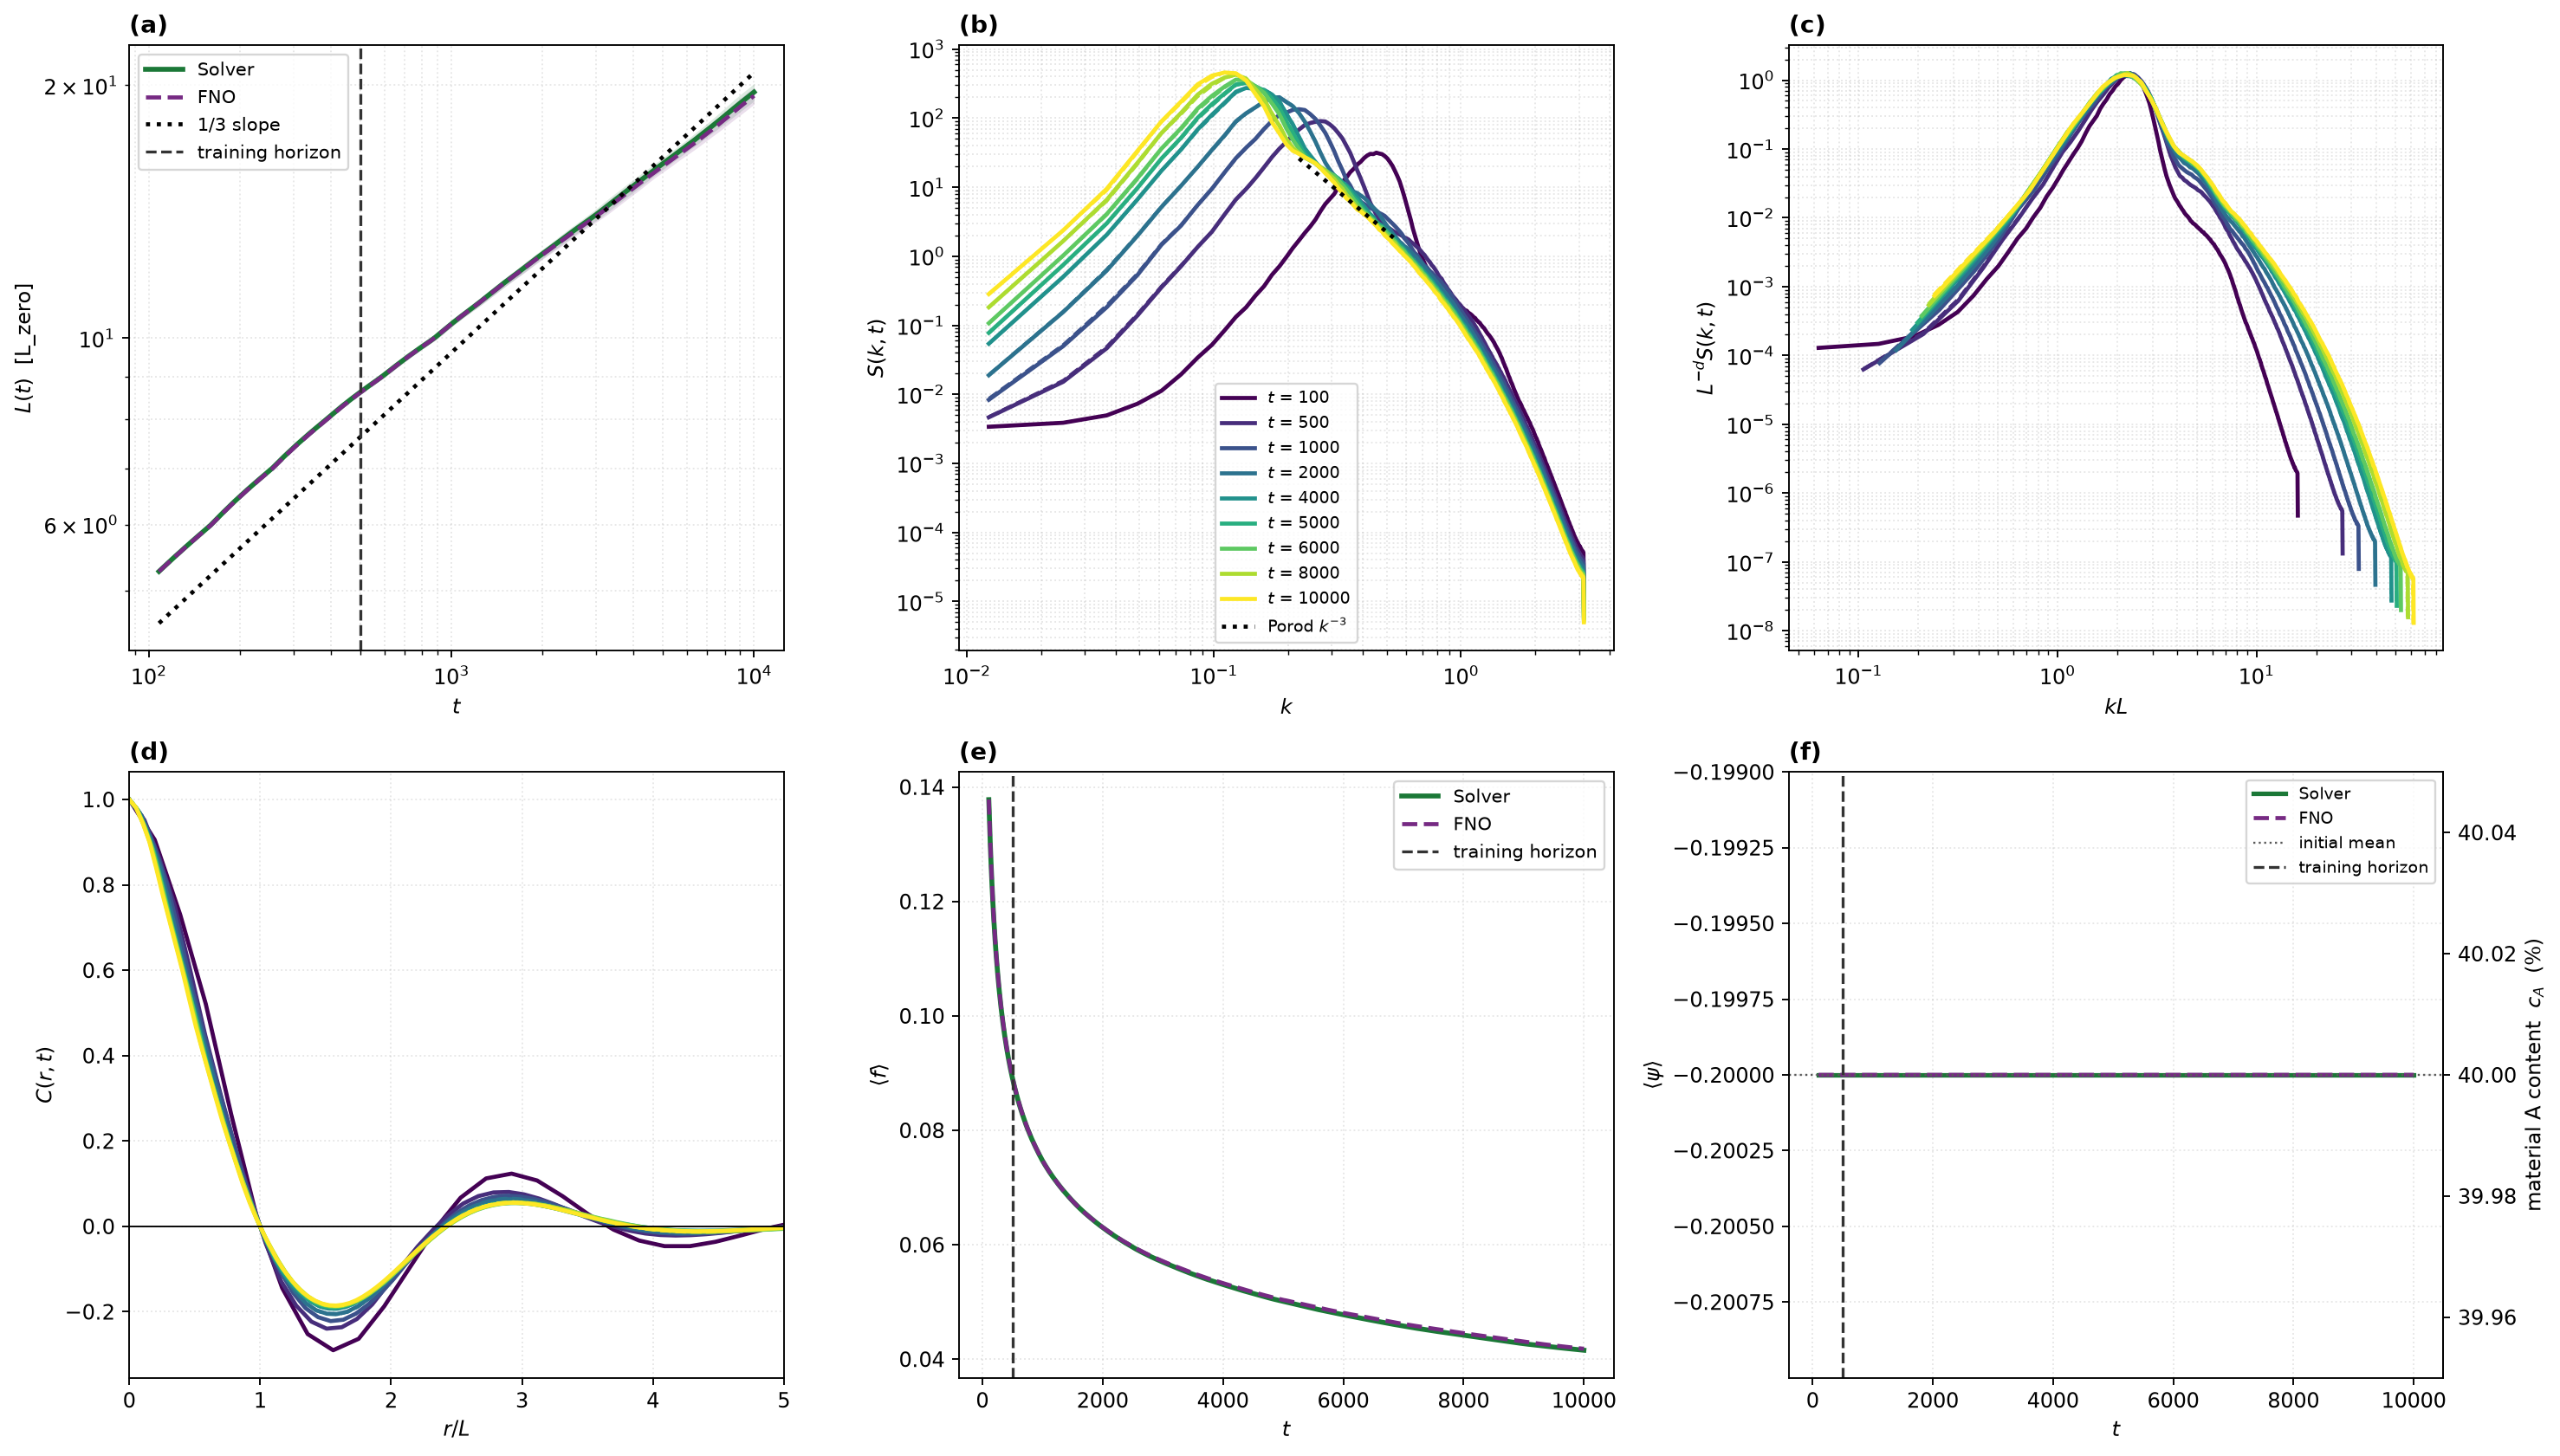 (a)
2 × 10¹
10¹
6 × 10⁰
L(t) [L_zero]
Solver
FNO
1/3 slope
training horizon
10² 10³ 10⁴
t
(b)
10³
10²
10¹
10⁰
10⁻¹
10⁻²
10⁻³
10⁻⁴
10⁻⁵
S(k, t)
t = 100
t = 500
t = 1000
t = 2000
t = 4000
t = 5000
t = 6000
t = 8000
t = 10000
Porod k⁻³
10⁻² 10⁻¹ 10⁰
k
(c)
10⁰
10⁻¹
10⁻²
10⁻³
10⁻⁴
10⁻⁵
10⁻⁶
10⁻⁷
10⁻⁸
L⁻ᵈS(k, t)
10⁻¹ 10⁰ 10¹
kL
(d)
1.0
0.8
0.6
0.4
0.2
0.0
−0.2
C(r, t)
0 1 2 3 4 5
r/L
(e)
0.14
0.12
0.10
0.08
0.06
0.04
⟨f⟩
Solver
FNO
training horizon
0 2000 4000 6000 8000 10000
t
(f)
−0.19900
−0.19925
−0.19950
−0.19975
−0.20000
−0.20025
−0.20050
−0.20075
⟨ψ⟩
Solver
FNO
initial mean
training horizon
40.04
40.02
40.00
39.98
39.96
material A content c_A (%)
0 2000 4000 6000 8000 10000
t